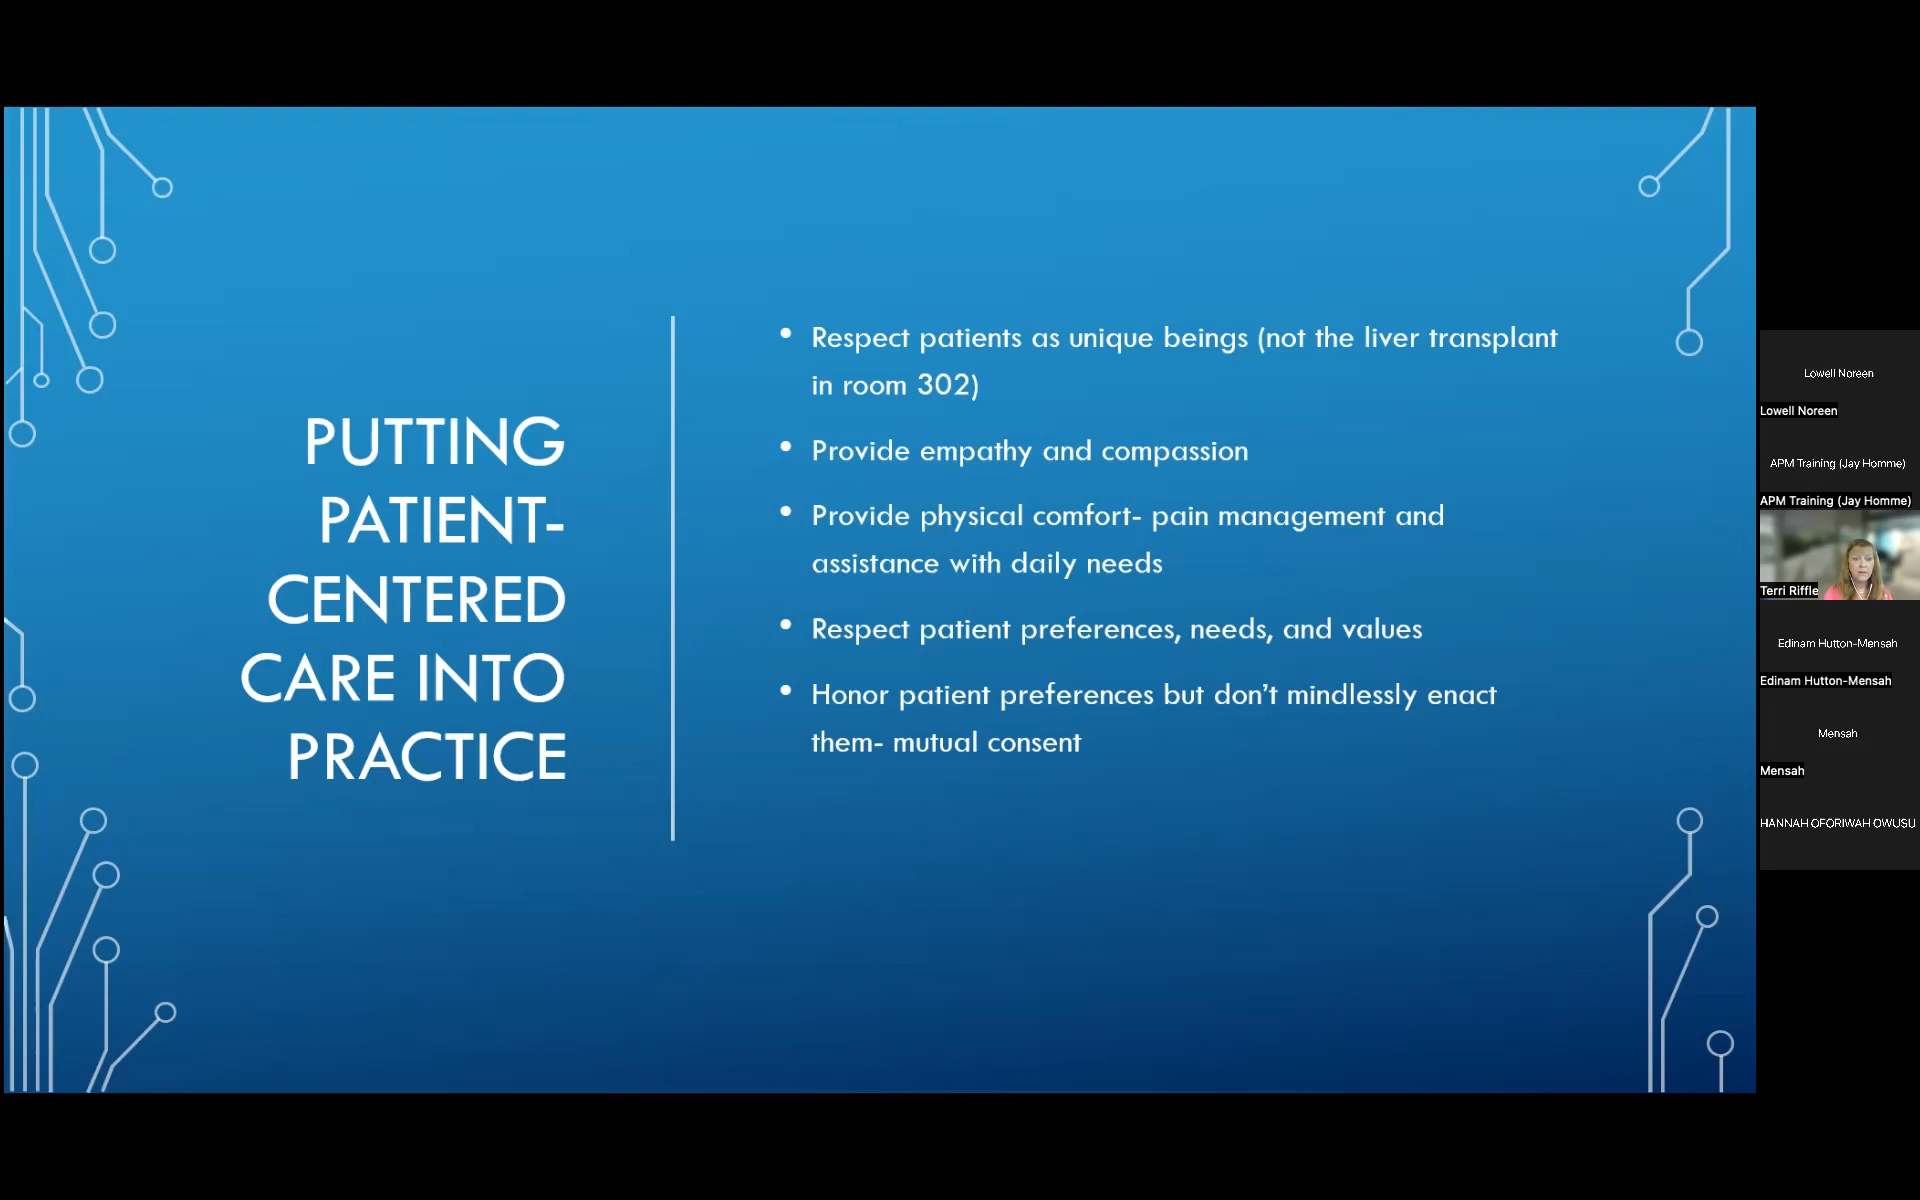 PUTTING
PATIENT-
CENTERED
CARE INTO
PRACTICE
• Respect patients as unique beings (not the liver transplant
in room 302)
• Provide empathy and compassion
• Provide physical comfort- pain management and
assistance with daily needs
• Respect patient preferences, needs, and values
• Honor patient preferences but don’t mindlessly enact
them- mutual consent
Lowell Noreen
Lowell Noreen
APM Training (Jay Homme)
APM Training (Jay Homme)
Terri Riffle
Edinam Hutton-Mensah
Edinam Hutton-Mensah
Mensah
Mensah
HANNAH OFORIWAH OWUSU